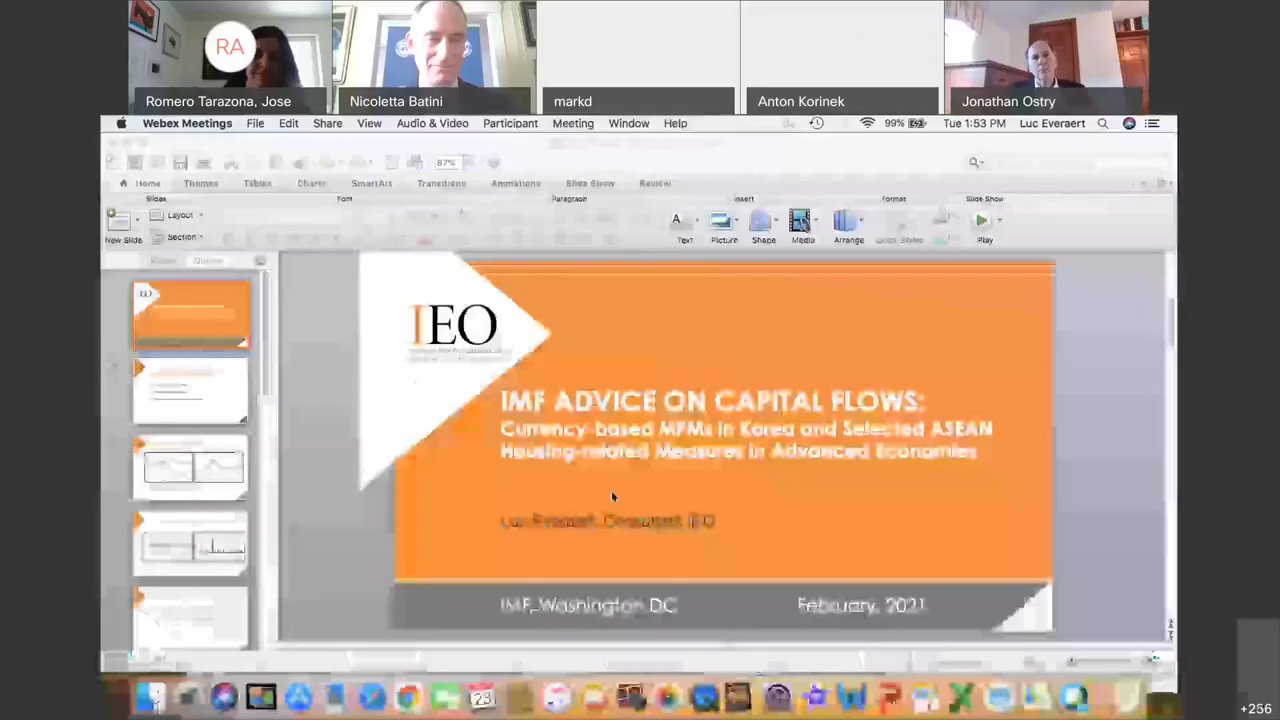 RA
Romero Tarazona, Jose
Nicoletta Batini
markd
Anton Korinek
Jonathan Ostry
Webex Meetings File Edit Share View Audio & Video Participant Meeting Window Help
99% Tue 1:53 PM Luc Everaert
87%
Home Themes Tables Charts SmartArt Transitions Animations Slide Show Review
Slides Font Paragraph Insert Format Slide Show
New Slide Layout Section Text Picture Shape Media Arrange Play
IEO
IEO
IMF ADVICE ON CAPITAL FLOWS:
Currency-based MPMs in Korea and Selected ASEAN
Housing-related Measures in Advanced Economies
Luc Everaert, Consultant, IEO
IMF, Washington DC February, 2021
23
+256